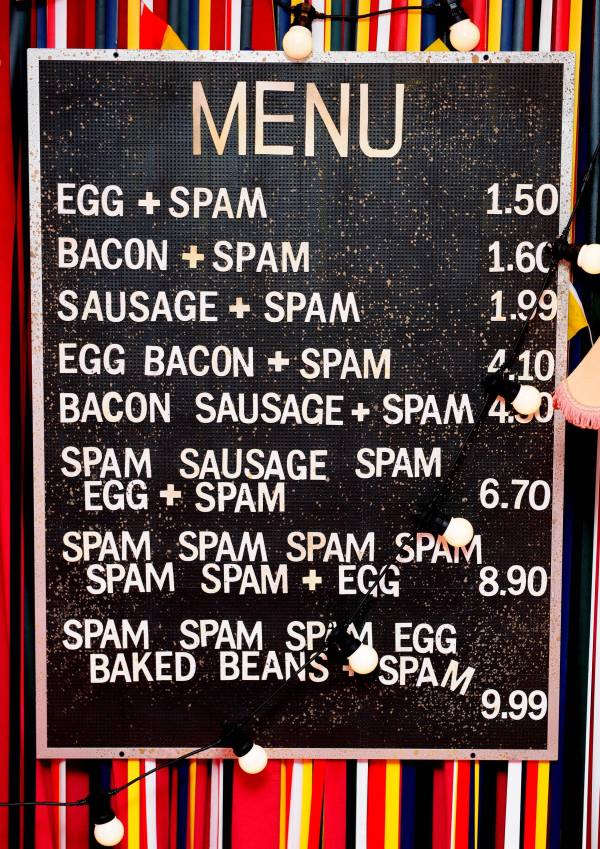 MENU
EGG + SPAM 1.50
BACON + SPAM 1.60
SAUSAGE + SPAM 1.99
EGG BACON + SPAM 4.10
BACON SAUSAGE + SPAM
SPAM SAUSAGE SPAM
EGG + SPAM 6.70
SPAM SPAM SPAM SPAM
SPAM SPAM + EGG 8.90
SPAM SPAM SPAM EGG
BAKED BEANS + SPAM
9.99